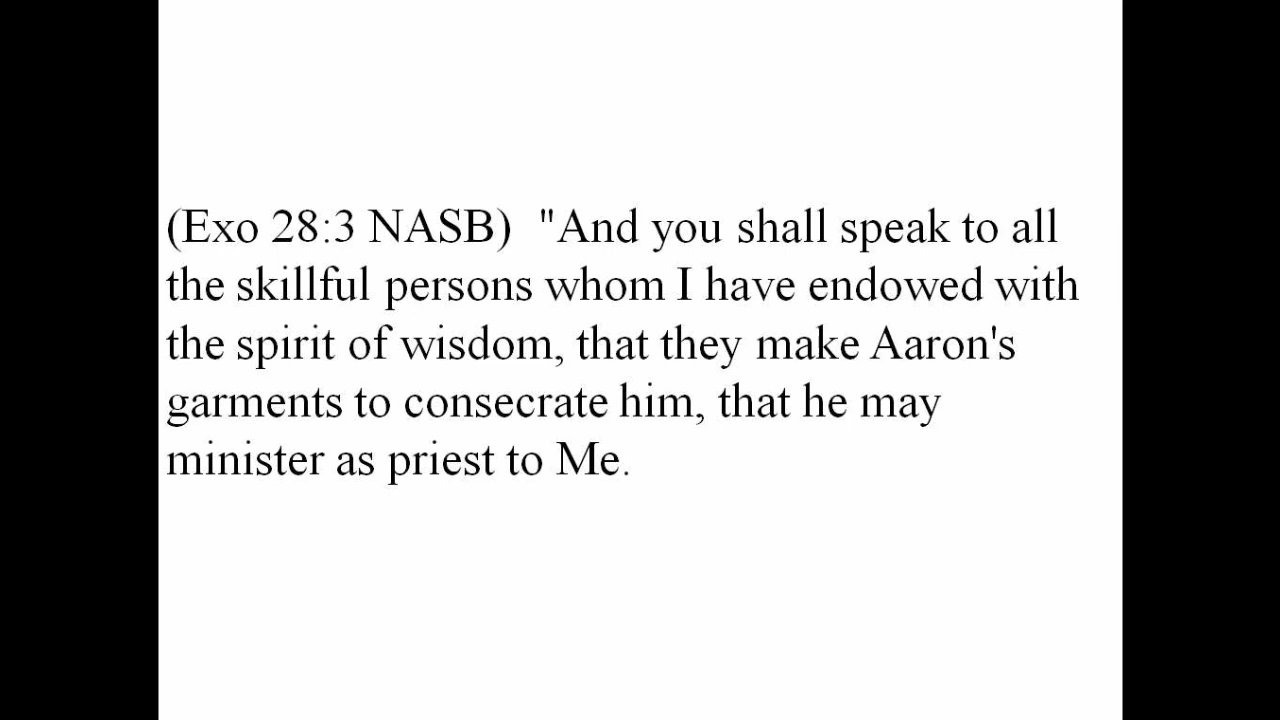 (Exo 28:3 NASB)  "And you shall speak to all
the skillful persons whom I have endowed with
the spirit of wisdom, that they make Aaron's
garments to consecrate him, that he may
minister as priest to Me.